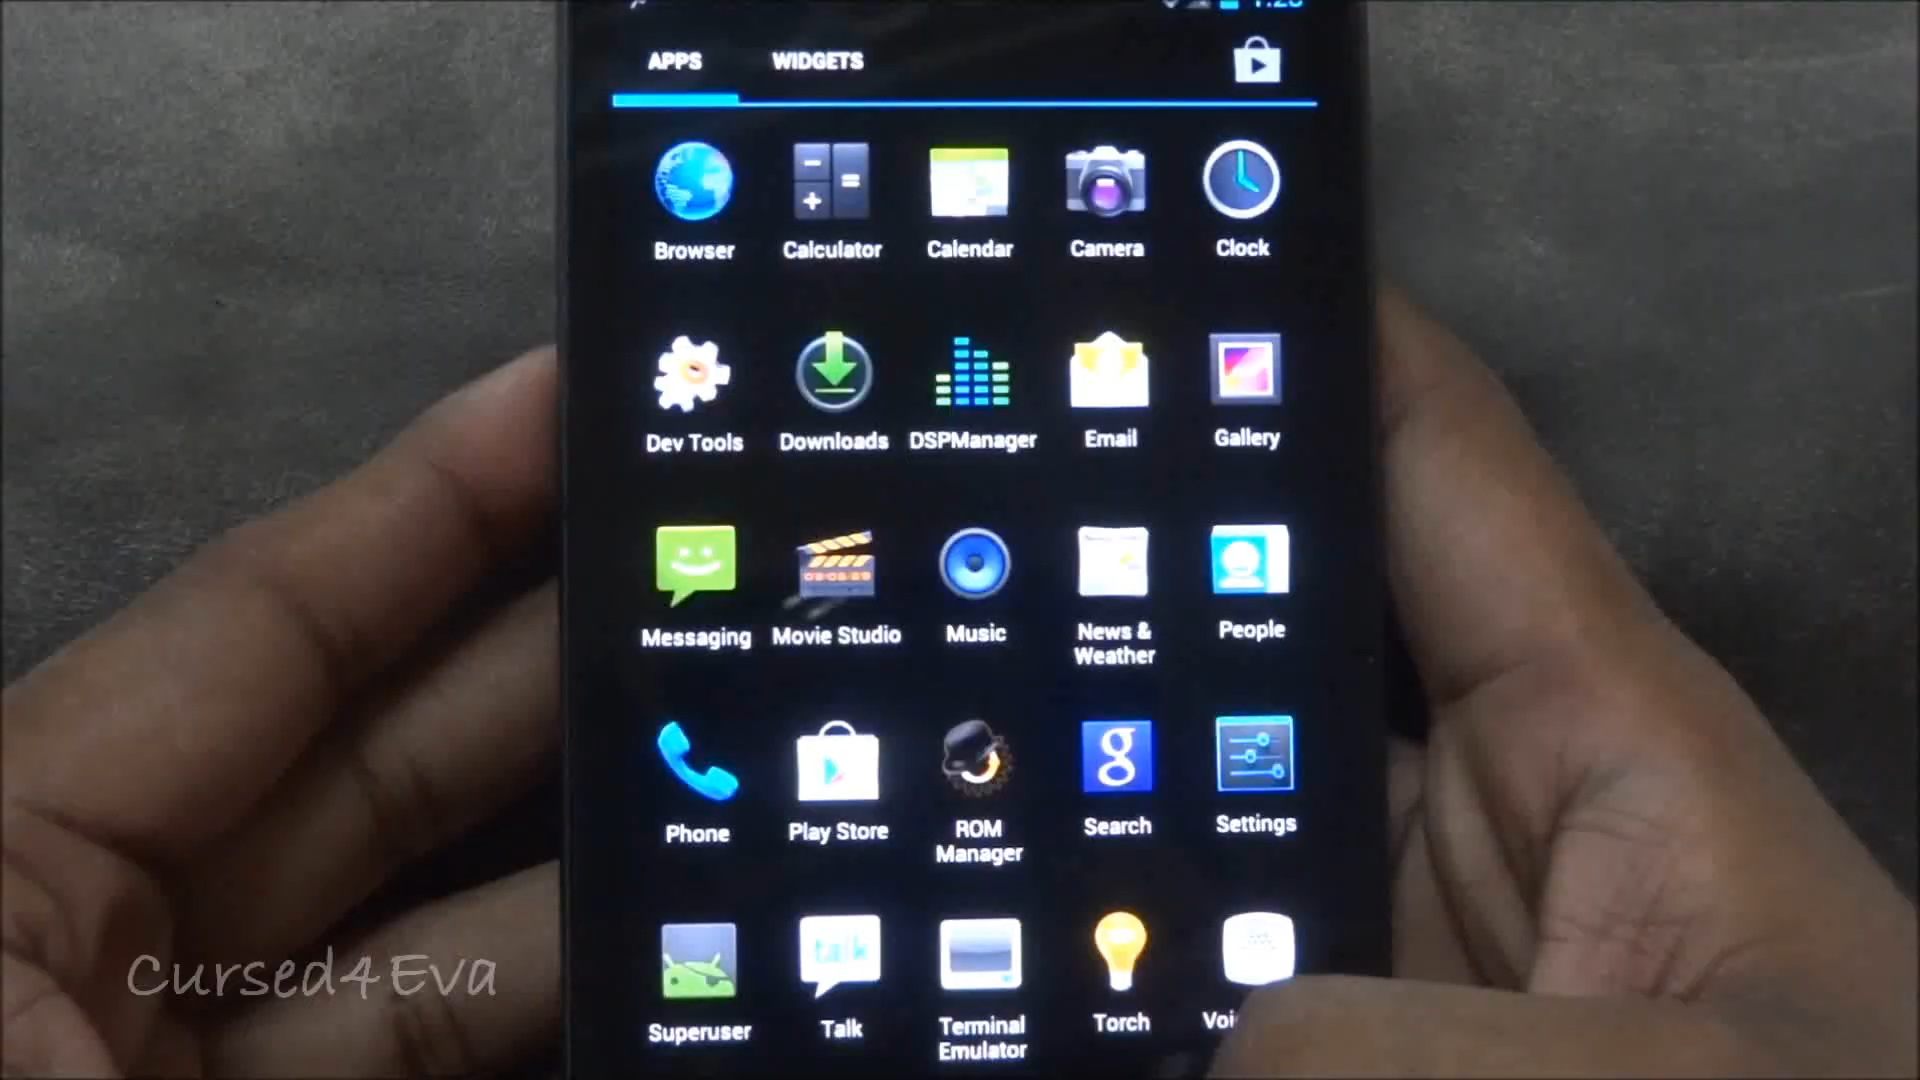 APPS WIDGETS
Browser Calculator Calendar Camera Clock
Dev Tools Downloads DSPManager Email Gallery
Messaging Movie Studio Music News & People
Weather
Phone Play Store ROM Search Settings
Manager
g
talk
Superuser Talk Terminal Torch
Emulator
Cursed4Eva